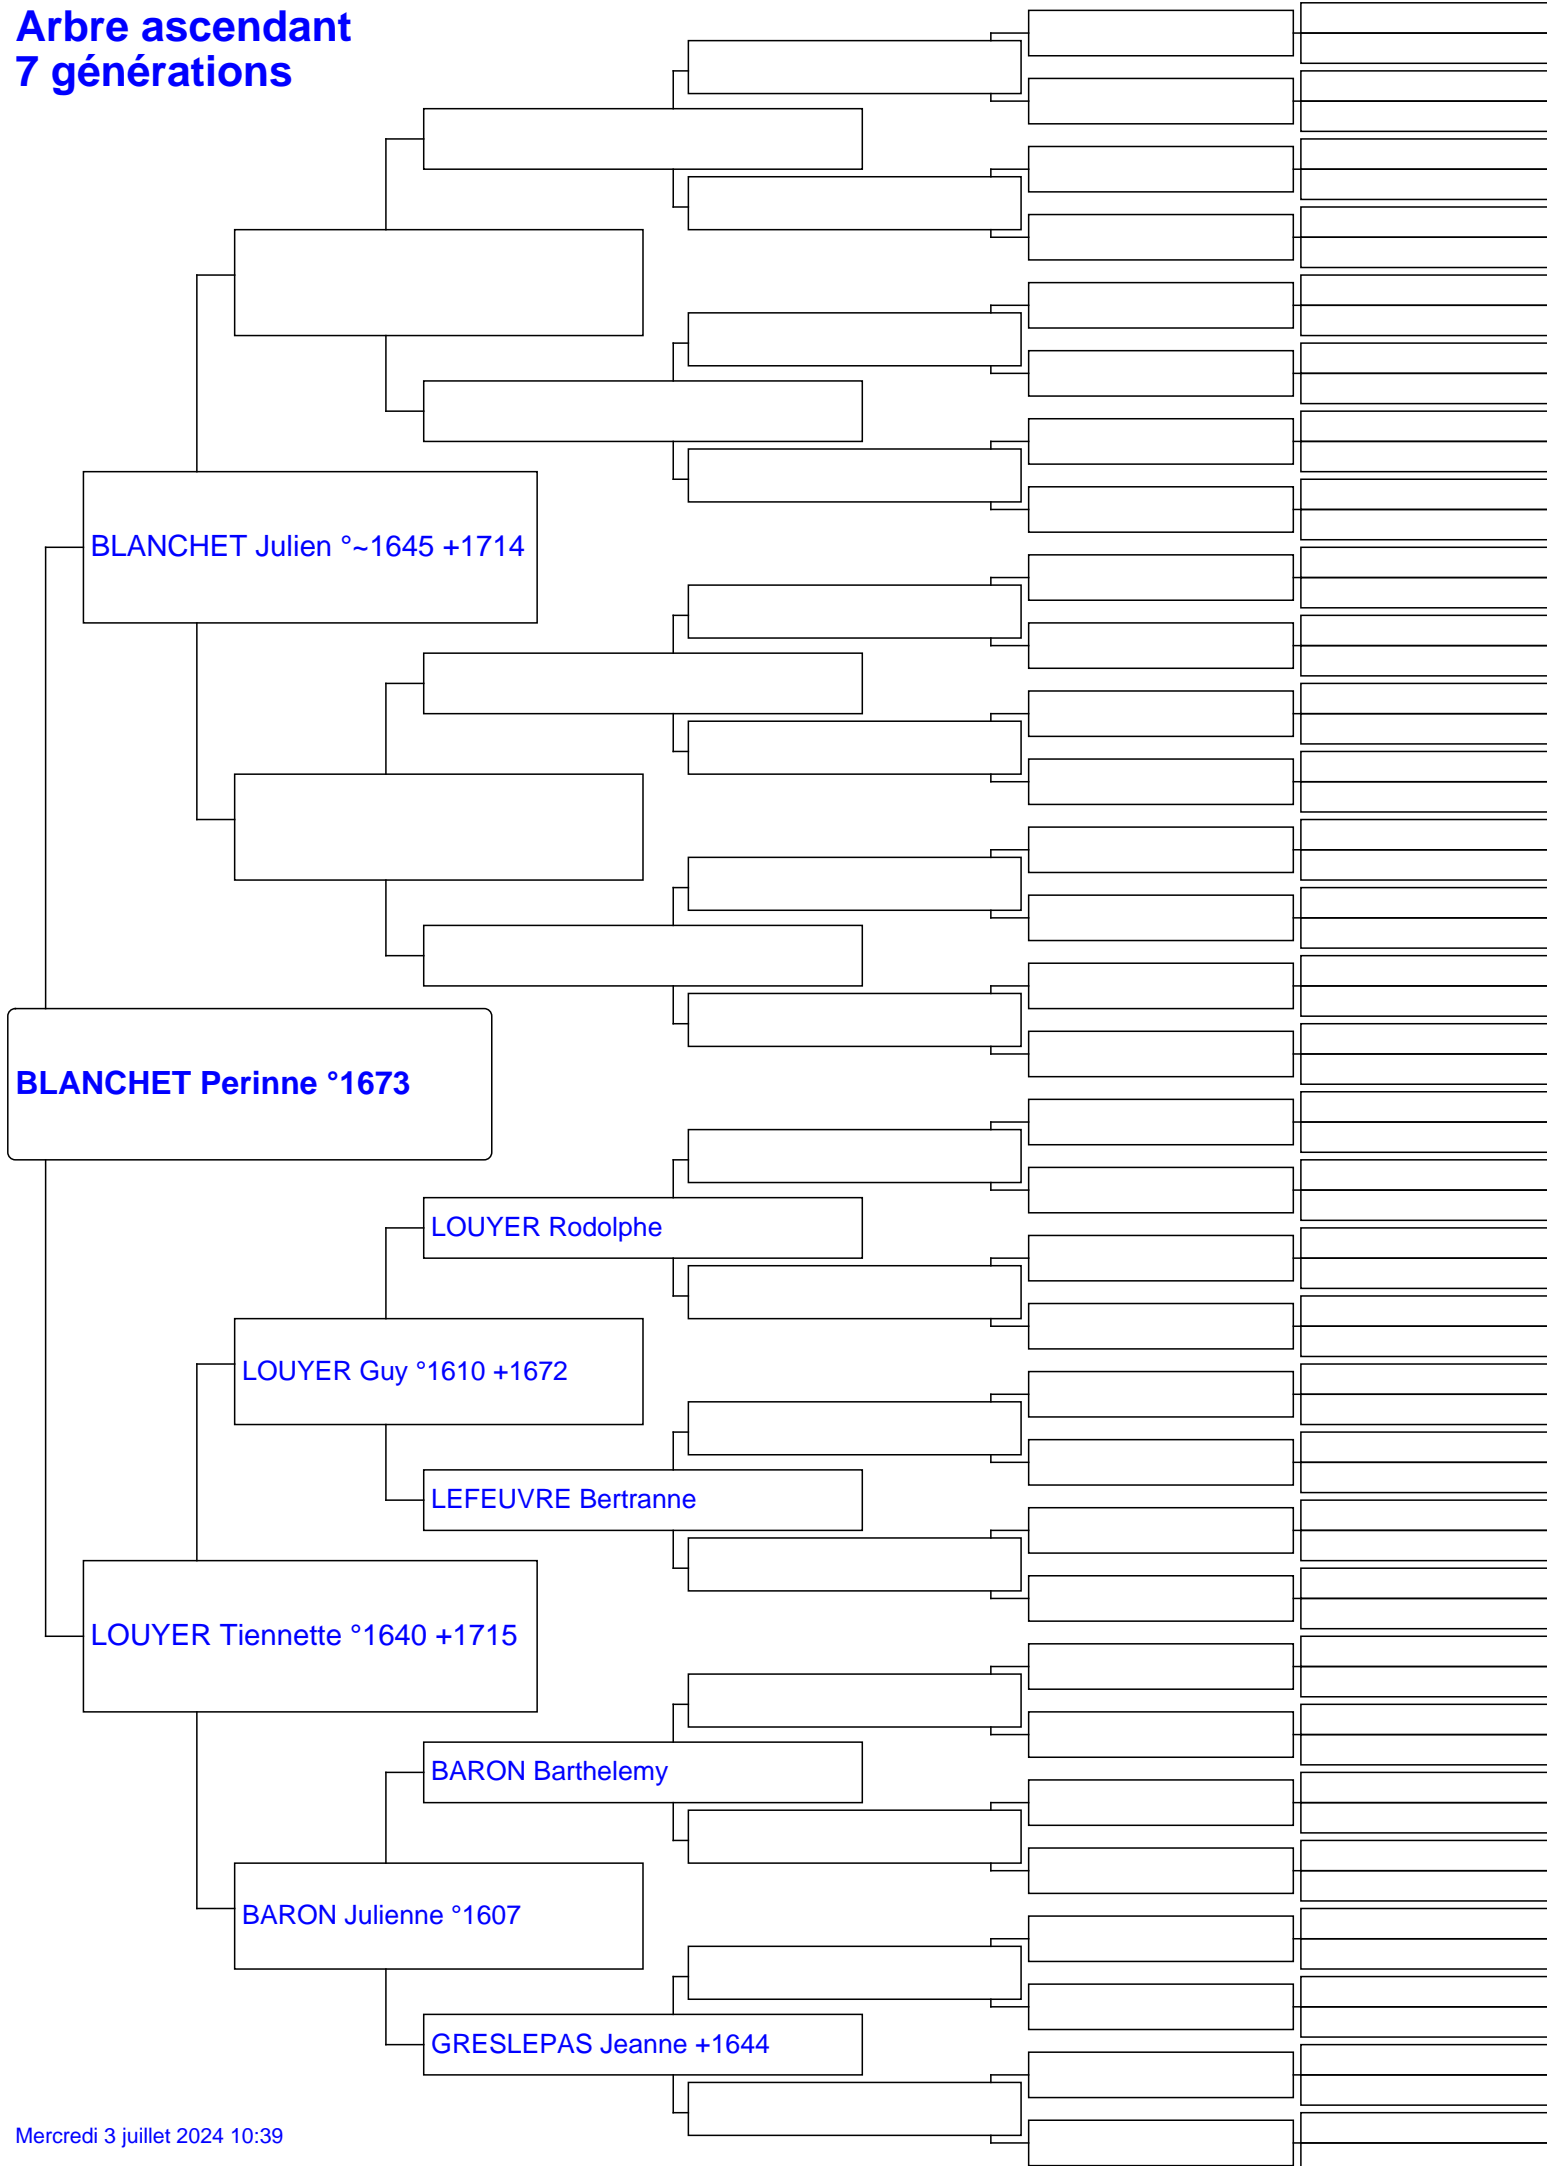 Arbre ascendant
7 générations
BLANCHET Julien °~1645 +1714
BLANCHET Perinne °1673
LOUYER Rodolphe
LOUYER Guy °1610 +1672
LEFEUVRE Bertranne
LOUYER Tiennette °1640 +1715
BARON Barthelemy
BARON Julienne °1607
GRESLEPAS Jeanne +1644
Mercredi 3 juillet 2024 10:39